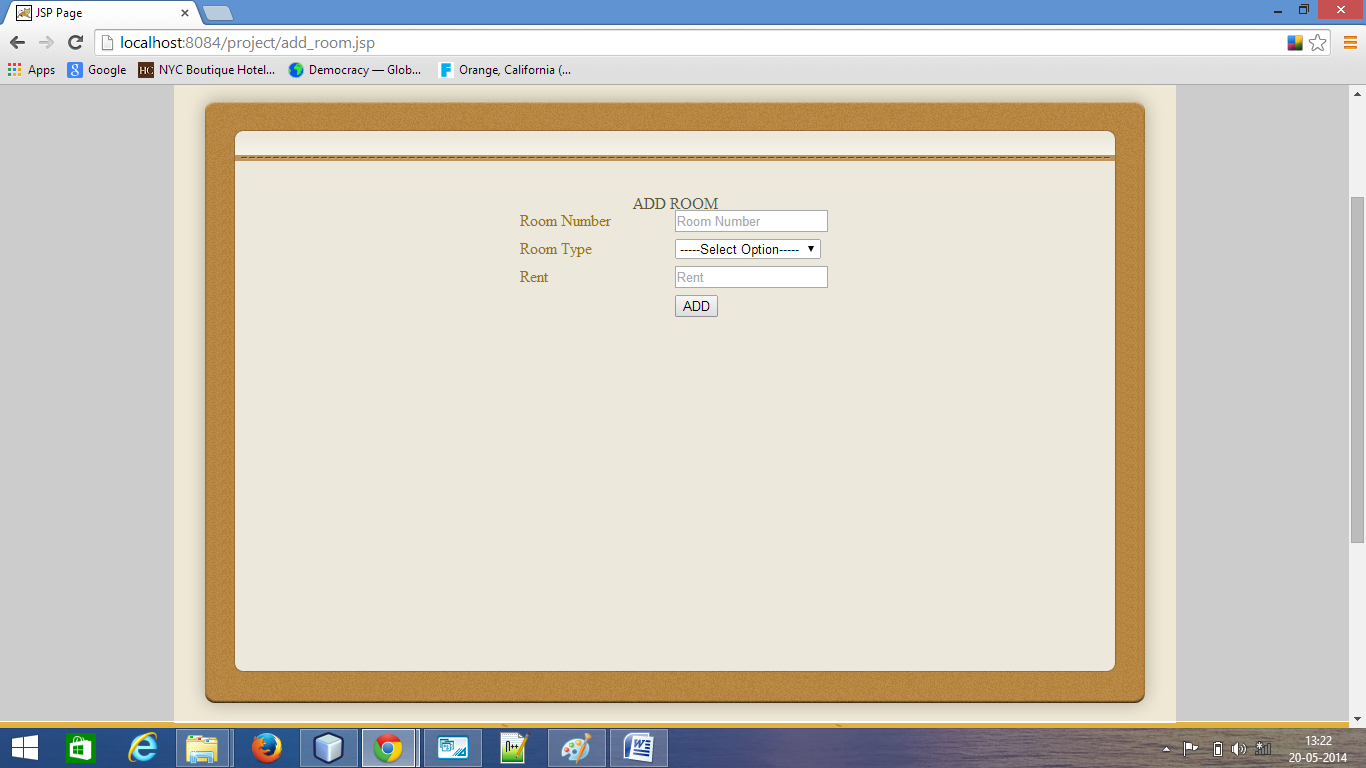 JSP Page
localhost:8084/project/add_room.jsp
Apps Google HC NYC Boutique Hotel... Democracy — Glob... Orange, California (...
ADD ROOM
Room Number Room Number
Room Type -----Select Option-----
Rent Rent
ADD
13:22
20-05-2014